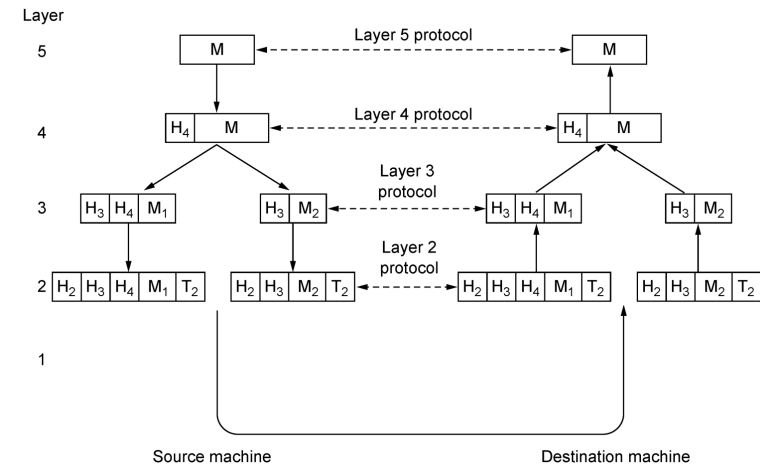 Layer
5 M Layer 5 protocol M
4 H4 M Layer 4 protocol H4 M
Layer 3
protocol
3 H3 H4 M1 H3 M2 H3 H4 M1 H3 M2
Layer 2
protocol
2 H2 H3 H4 M1 T2 H2 H3 M2 T2 H2 H3 H4 M1 T2 H2 H3 M2 T2
1
Source machine Destination machine